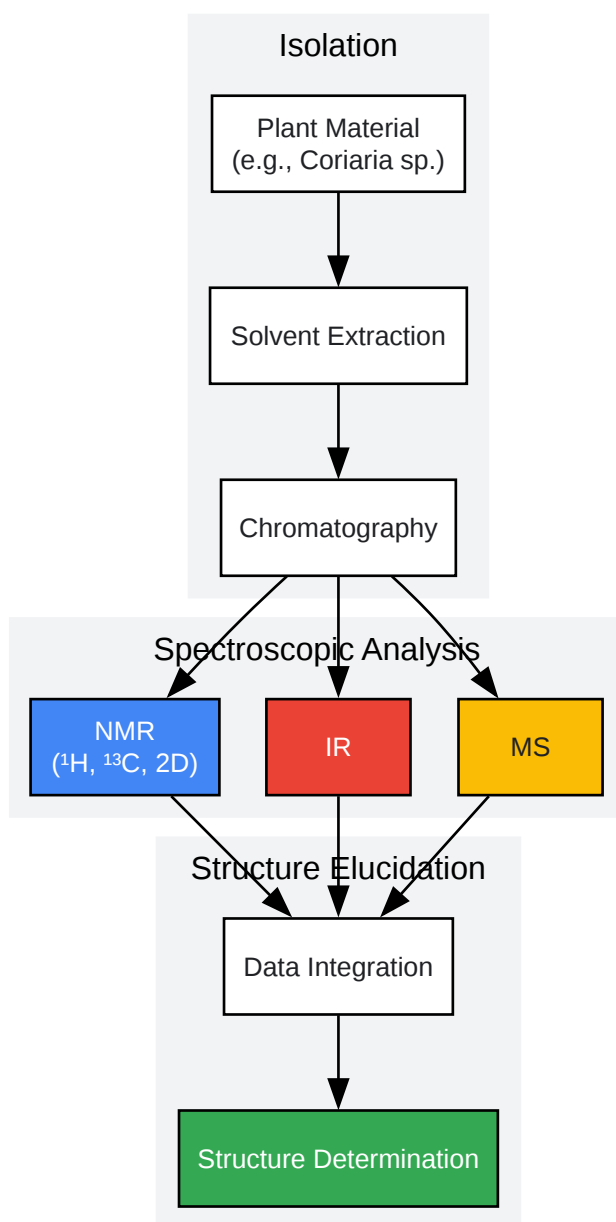 Isolation
Plant Material
(e.g., Coriaria sp.)
Solvent Extraction
Chromatography
Spectroscopic Analysis
NMR
(¹H, ¹³C, 2D)
IR
MS
Structure Elucidation
Data Integration
Structure Determination